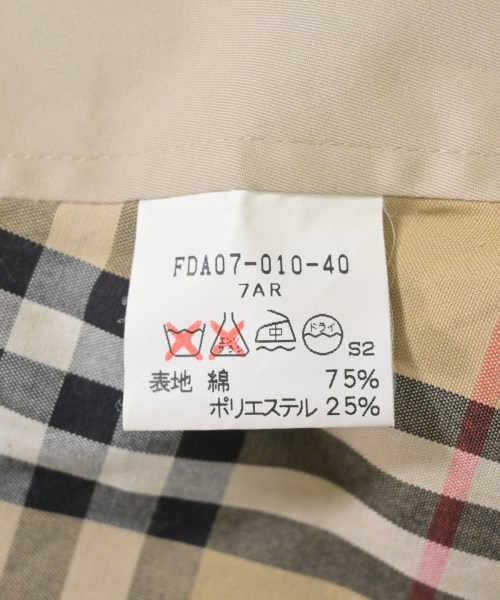 FDA07-010-40
7AR
エンソ サラシ 中 ドライ S2
表地 綿 75%
ポリエステル 25%